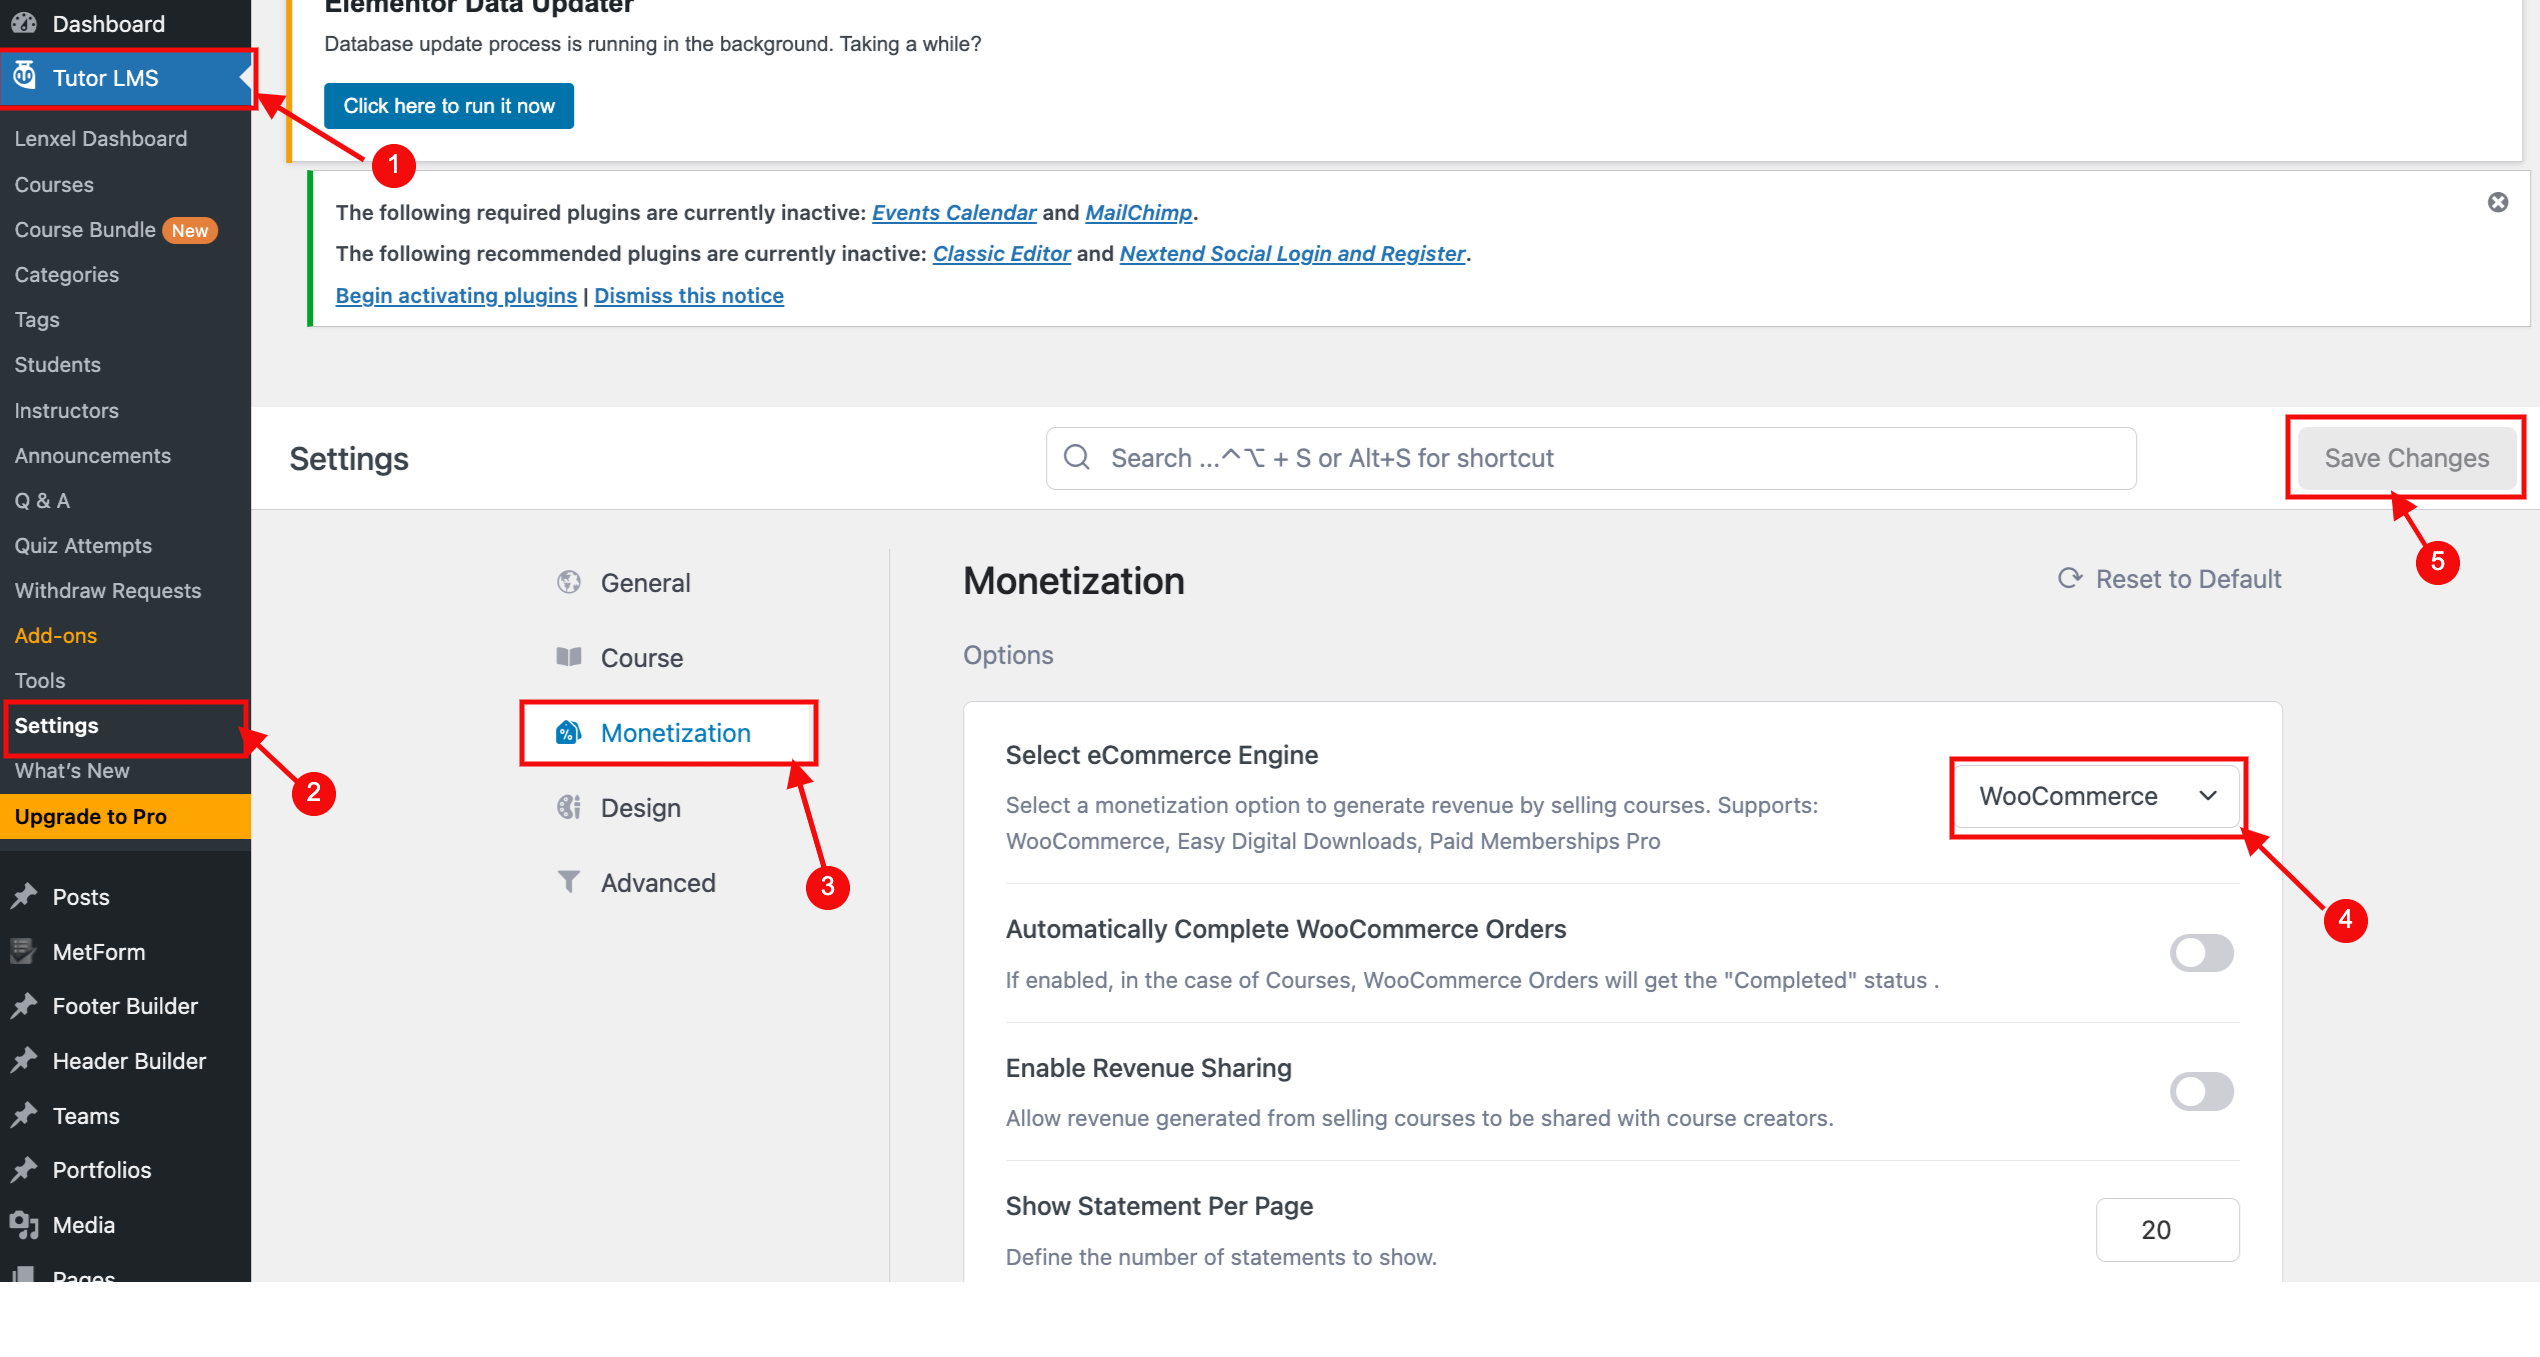 Dashboard
Tutor LMS
Lenxel Dashboard
Courses
Course Bundle New
Categories
Tags
Students
Instructors
Announcements
Q & A
Quiz Attempts
Withdraw Requests
Add-ons
Tools
Settings
What's New
Upgrade to Pro
Posts
MetForm
Footer Builder
Header Builder
Teams
Portfolios
Media
Pages
Elementor Data Updater
Database update process is running in the background. Taking a while?
Click here to run it now
1
The following required plugins are currently inactive: Events Calendar and MailChimp.
The following recommended plugins are currently inactive: Classic Editor and Nextend Social Login and Register.
Begin activating plugins | Dismiss this notice
Settings
Search ...^⌥ + S or Alt+S for shortcut
Save Changes
5
General
Course
Monetization
Design
Advanced
2
3
Monetization
Reset to Default
Options
Select eCommerce Engine
Select a monetization option to generate revenue by selling courses. Supports:
WooCommerce, Easy Digital Downloads, Paid Memberships Pro
WooCommerce
4
Automatically Complete WooCommerce Orders
If enabled, in the case of Courses, WooCommerce Orders will get the "Completed" status .
Enable Revenue Sharing
Allow revenue generated from selling courses to be shared with course creators.
Show Statement Per Page
Define the number of statements to show.
20